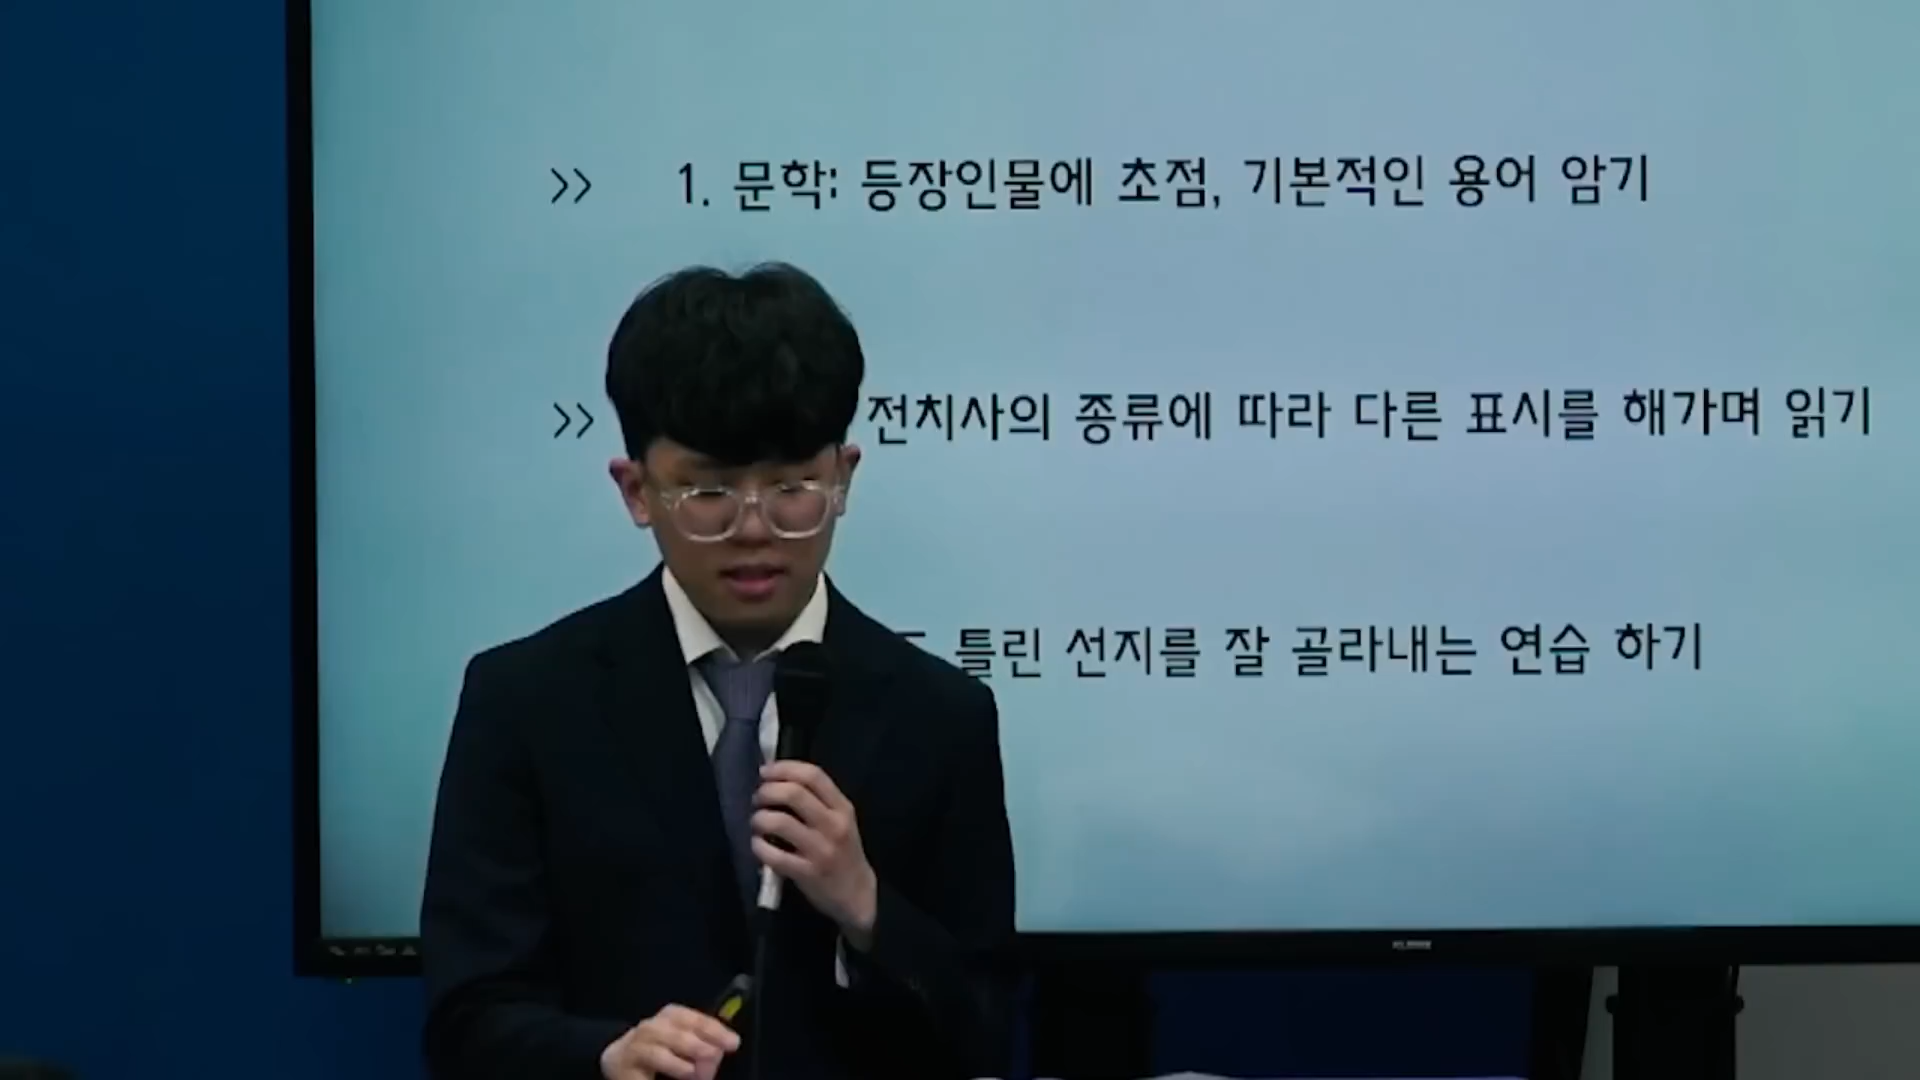 >> 1. 문학: 등장인물에 초점, 기본적인 용어 암기
>> 전치사의 종류에 따라 다른 표시를 해가며 읽기
틀린 선지를 잘 골라내는 연습 하기